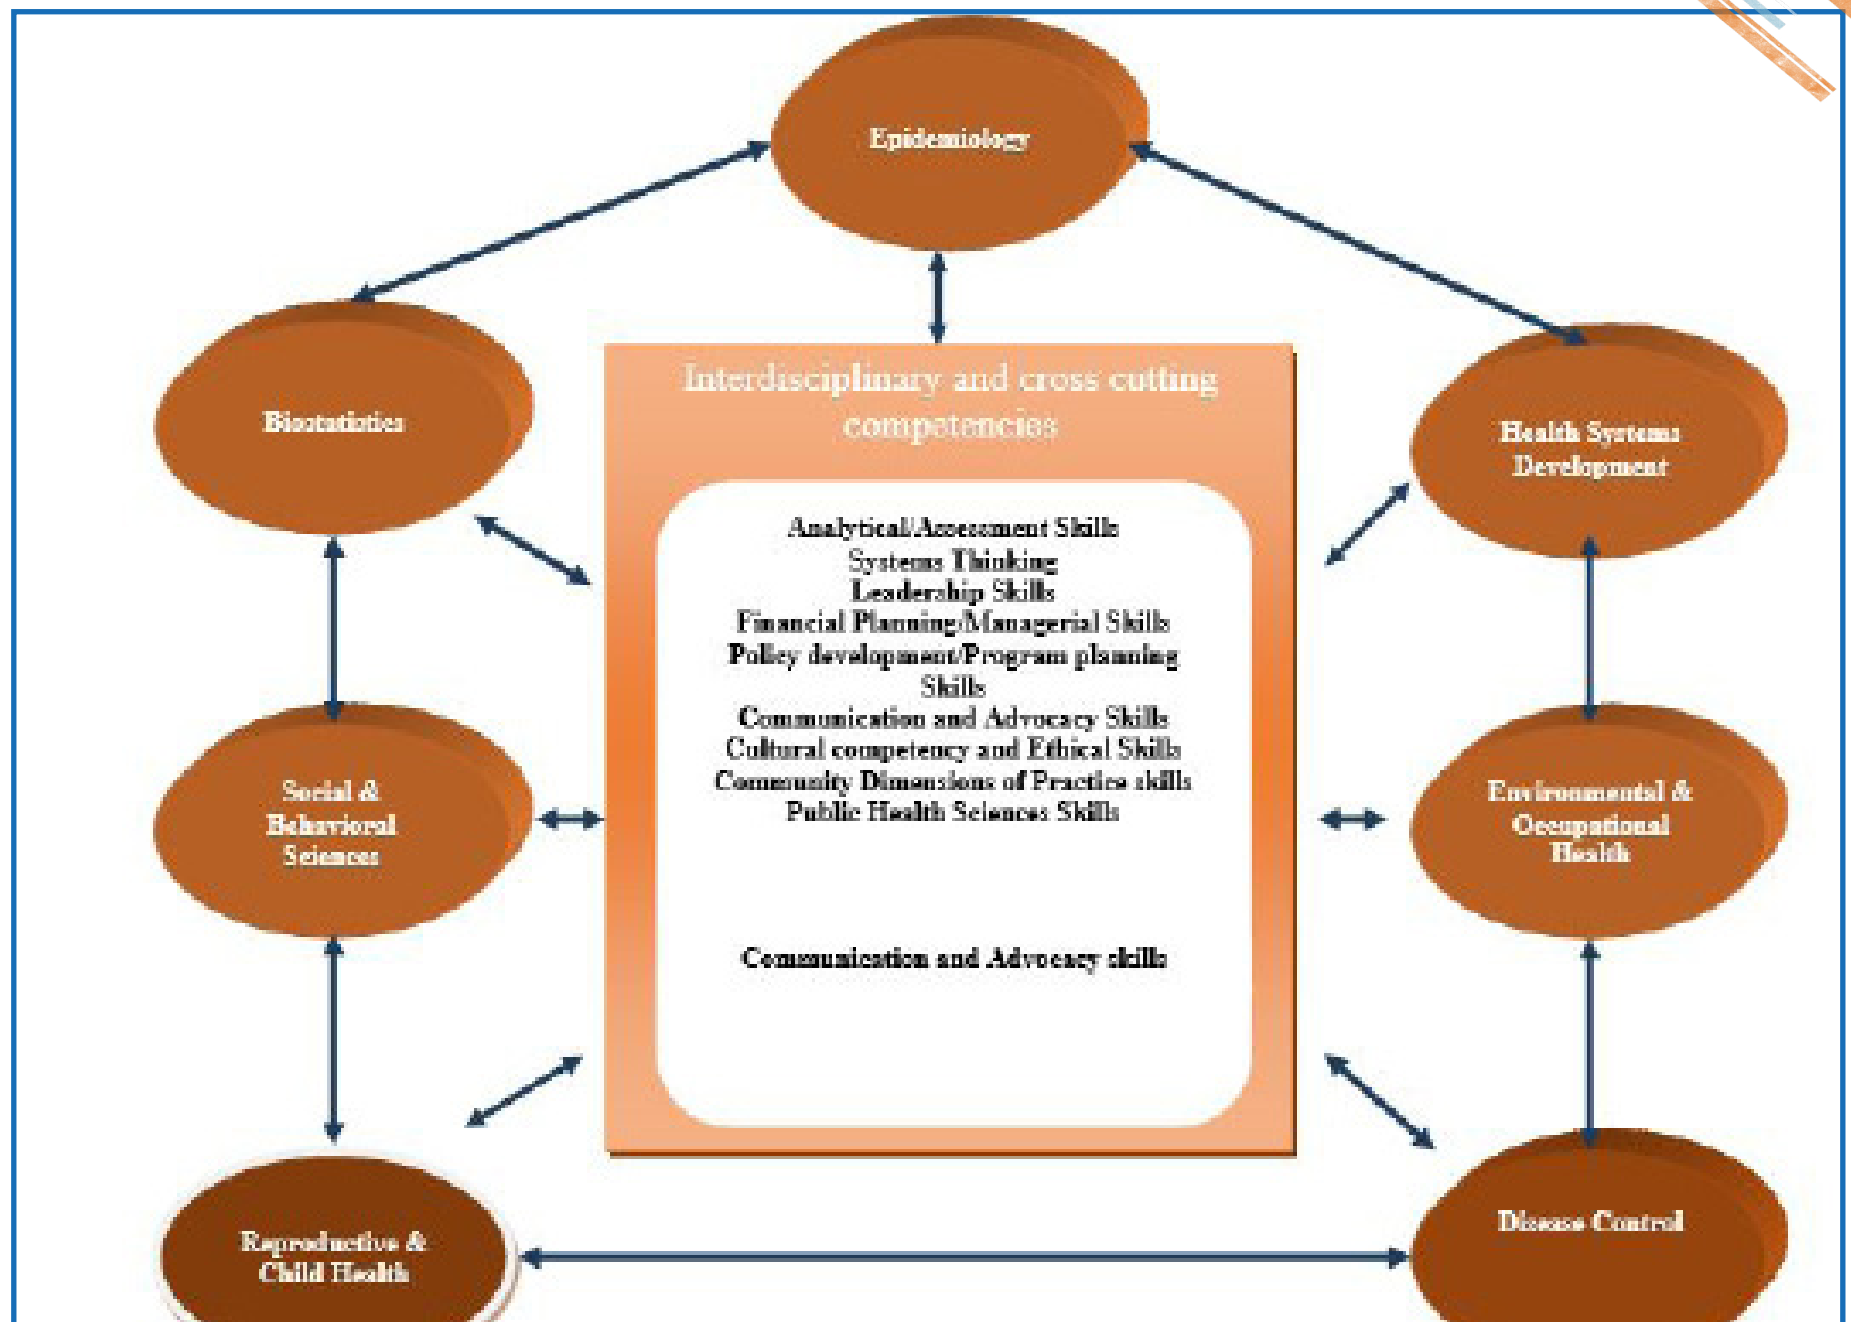 Epidemiology
Biostatistics
Interdisciplinary and cross cutting
competencies
Health Systems
Development
Analytical/Assessment Skills
Systems Thinking
Leadership Skills
Financial Planning/Managerial Skills
Policy development/Program planning
Skills
Communication and Advocacy Skills
Cultural competency and Ethical Skills
Community Dimensions of Practice skills
Public Health Sciences Skills
Social &
Behavioral
Sciences
Environmental &
Occupational
Health
Communication and Advocacy skills
Reproductive &
Child Health
Disease Control